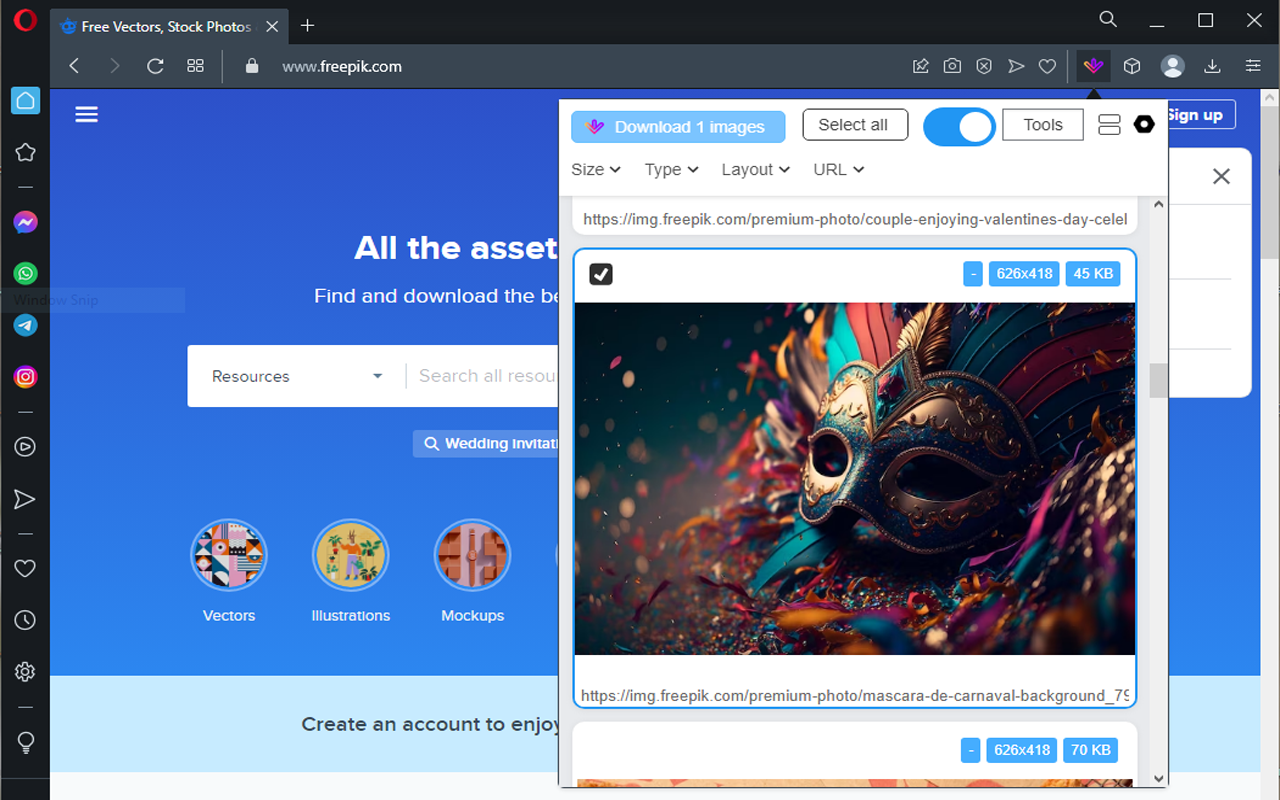 Free Vectors, Stock Photos
www.freepik.com
Sign up
Download 1 images
Select all
Tools
Size
Type
Layout
URL
https://img.freepik.com/premium-photo/couple-enjoying-valentines-day-celel
All the asset
Find and download the be
-
626x418
45 KB
Window Snip
Resources
Search all resou
Wedding invitati
Vectors
Illustrations
Mockups
https://img.freepik.com/premium-photo/mascara-de-carnaval-background_79
Create an account to enjoy
-
626x418
70 KB